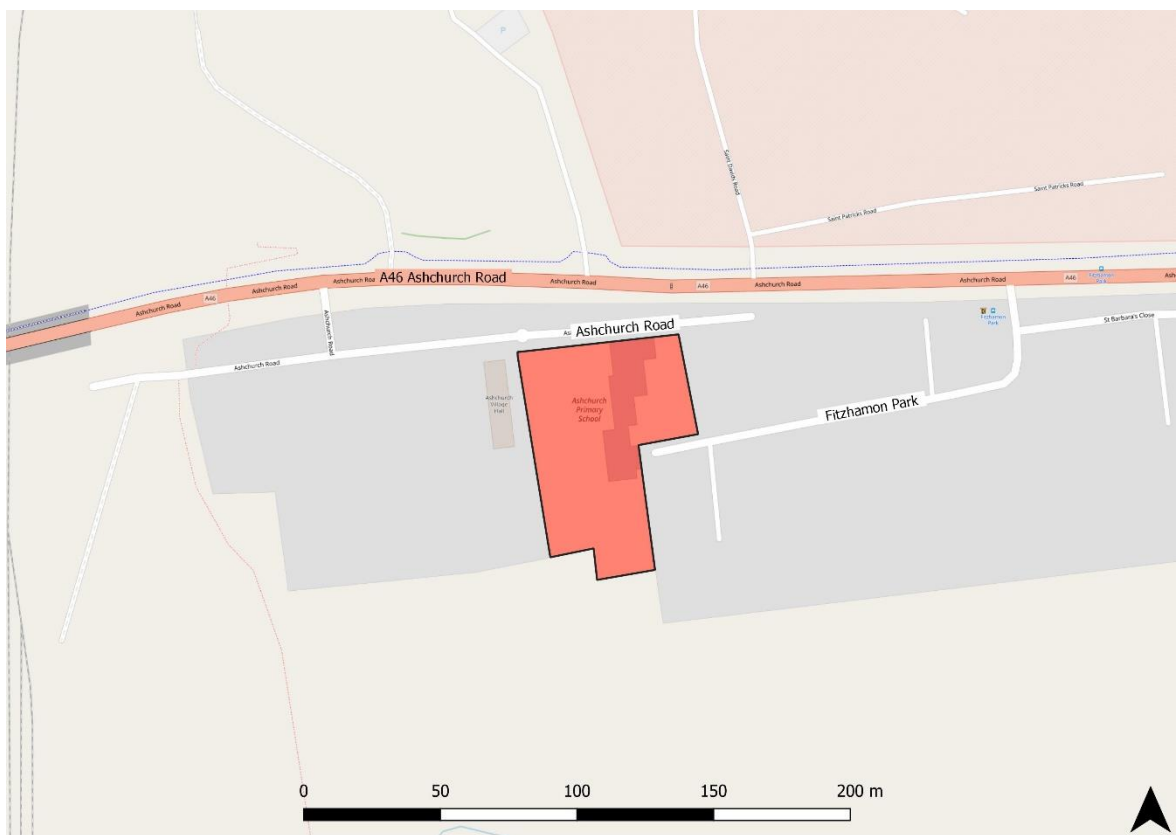 P
Saint Davids Road
Saint Patricks Road
Saint Patricks Road
A46 Ashchurch Road
Ashchurch Road
Ashchurch Road
Ashchurch Road
Ashchurch Road
Ashchurch Road
A46
A46
A46
Fitzhamon
Park
Ashchurch Road
Ashchurch Road
Ashchurch Road
Fitzhamon
Park
St Barbara's Close
Ashchurch
Village
Hall
Ashchurch
Primary
School
Fitzhamon Park
0 50 100 150 200 m